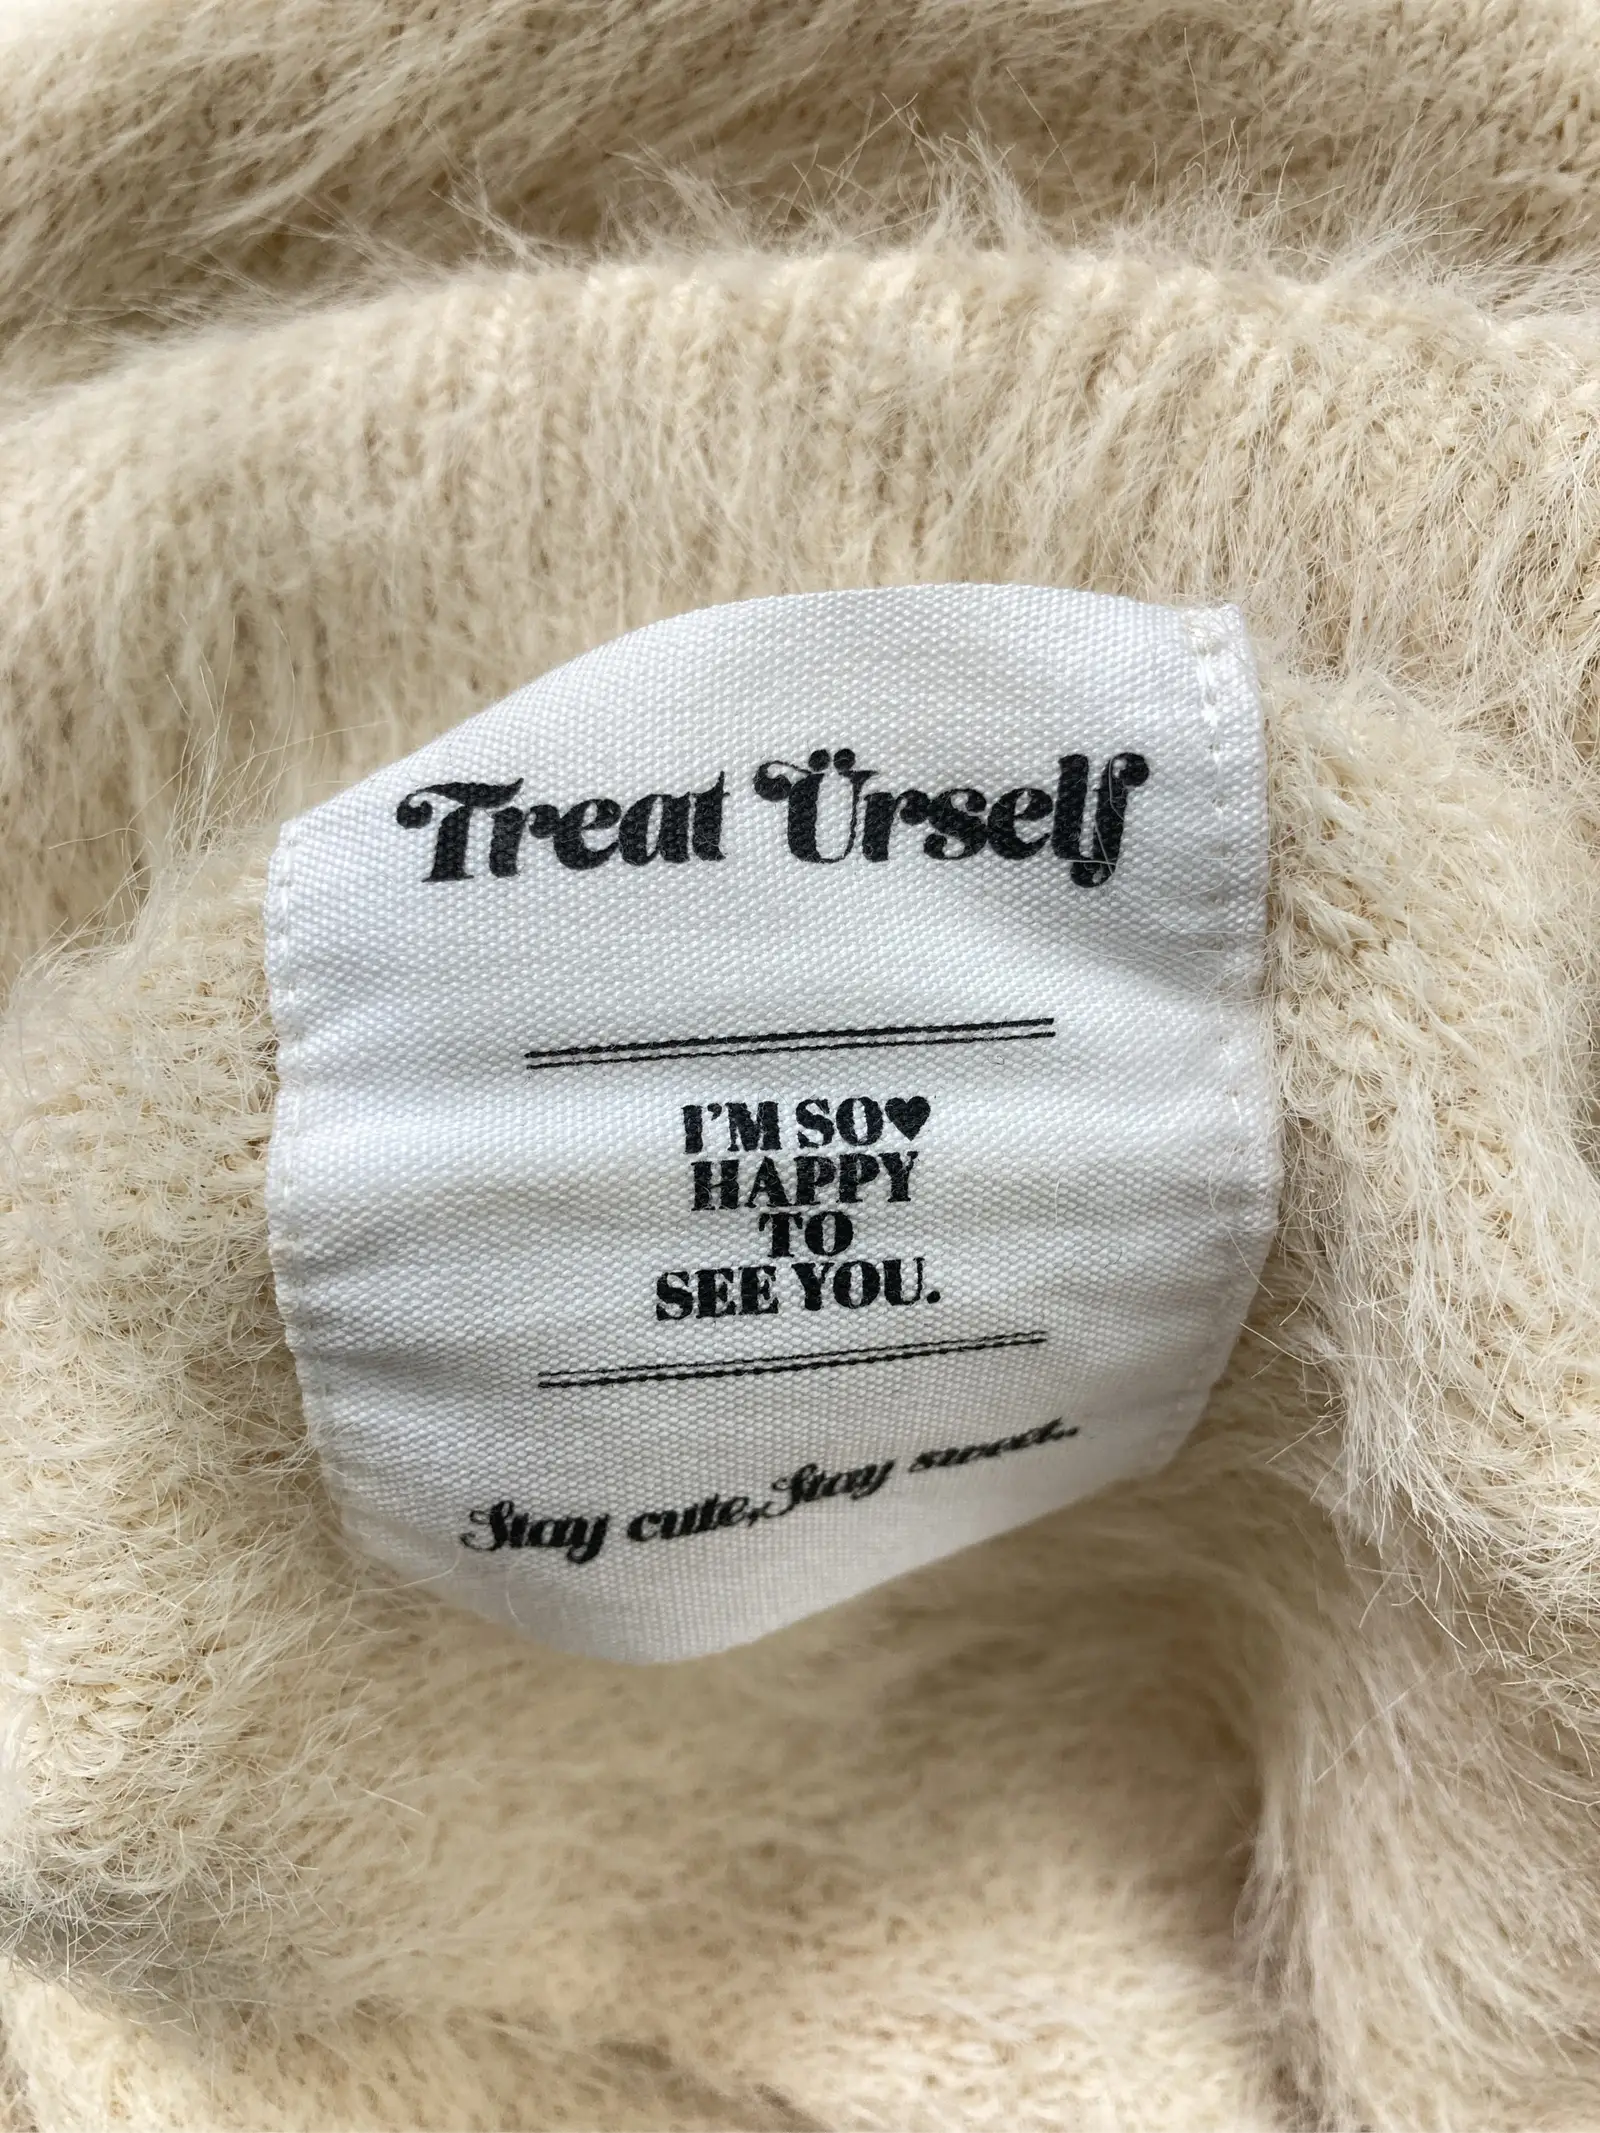 Treat Ürself
I'M SO♥
HAPPY
TO
SEE YOU.
Stay cute, Stay sweet..